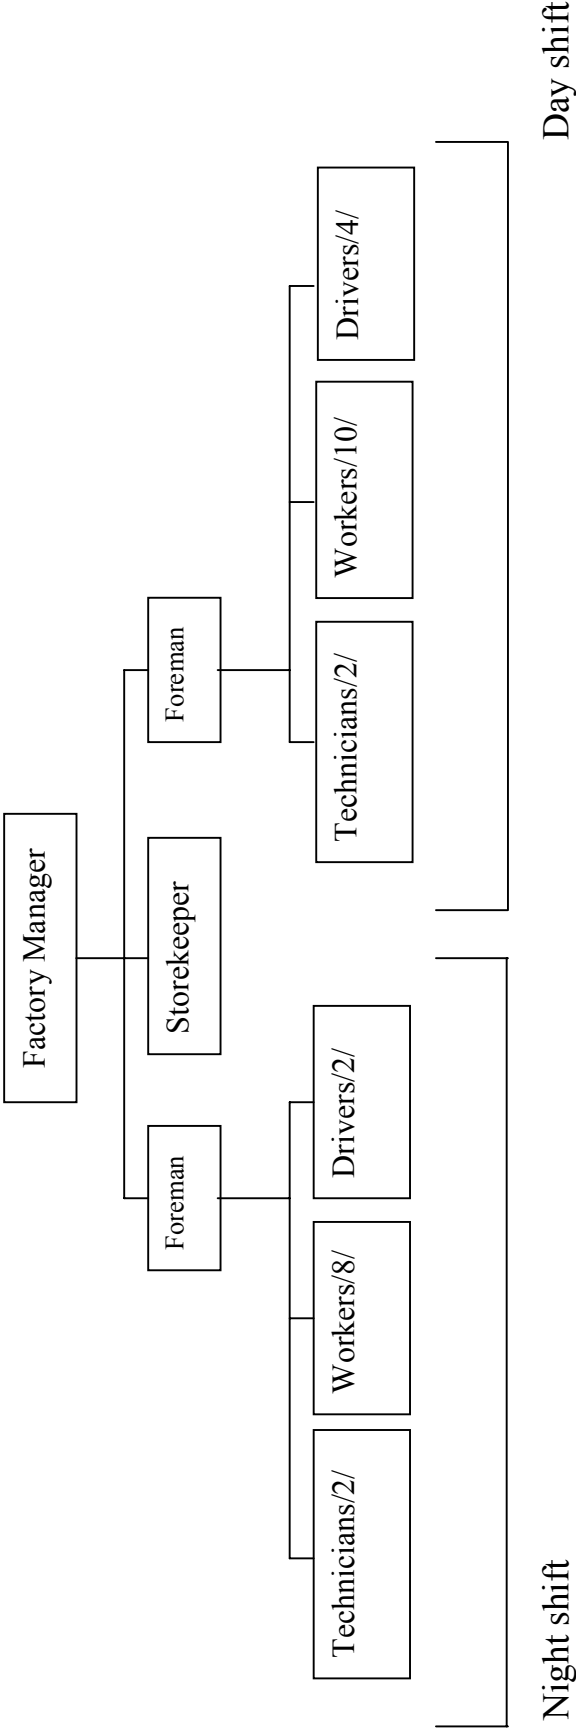 Factory Manager
Foreman
Storekeeper
Foreman
Technicians/2/
Workers/8/
Drivers/2/
Technicians/2/
Workers/10/
Drivers/4/
Night shift
Day shift